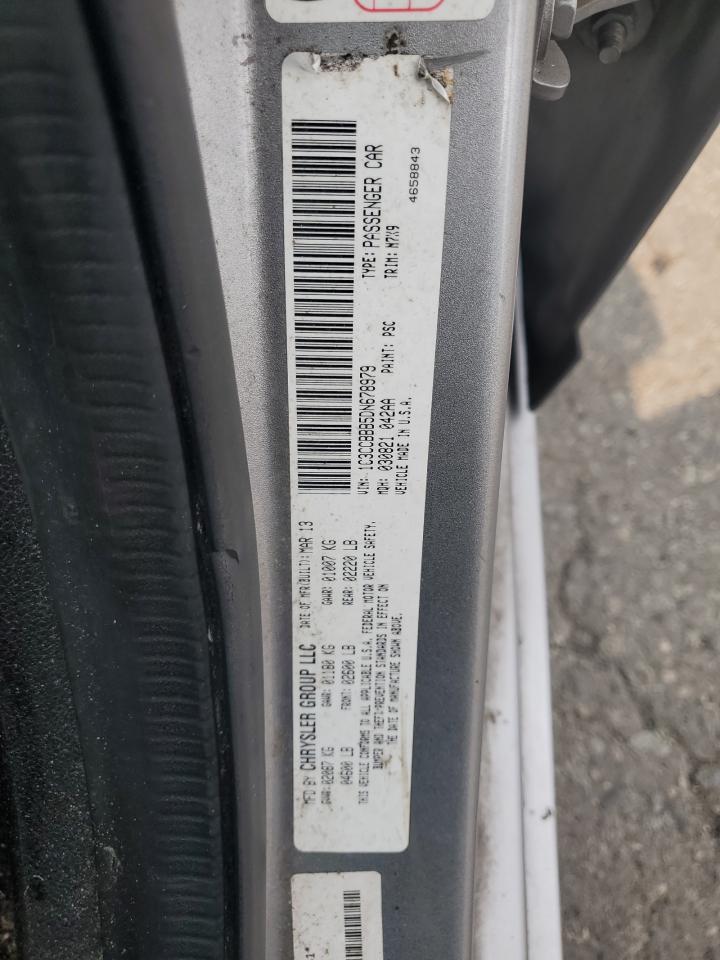 MFD BY CHRYSLER GROUP LLC DATE OF MFR(BUILT): MAR 13
GVWR: 02087 KG GAWR: 01180 KG GAWR: 01007 KG
04600 LB FRONT: 02600 LB REAR: 02220 LB
THIS VEHICLE CONFORMS TO ALL APPLICABLE U.S.A. FEDERAL MOTOR VEHICLE SAFETY,
BUMPER AND THEFT-PREVENTION STANDARDS IN EFFECT ON
THE DATE OF MANUFACTURE SHOWN ABOVE.
VIN: 1C3CCBBB5DN678979 TYPE: PASSENGER CAR
MDH: 030821 042AA PAINT: PSC TRIM: M7X9
VEHICLE MADE IN U.S.A.
4658843